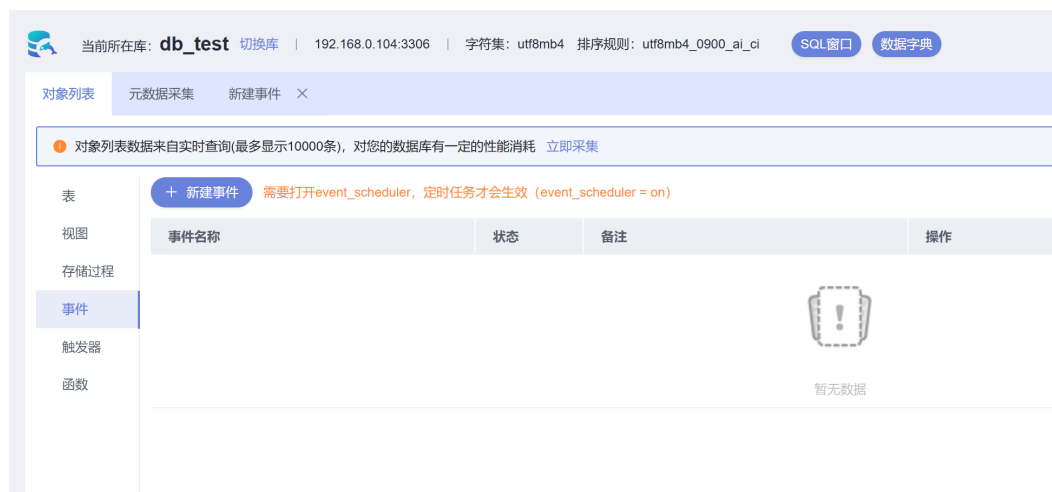 当前所在库: db_test 切换库 | 192.168.0.104:3306 | 字符集: utf8mb4 排序规则: utf8mb4_0900_ai_ci SQL窗口 数据字典
对象列表 元数据采集 新建事件 ×
对象列表数据来自实时查询(最多显示10000条), 对您的数据库有一定的性能消耗 立即采集
表
+ 新建事件 需要打开event_scheduler, 定时任务才会生效 (event_scheduler = on)
视图
事件名称 状态 备注 操作
存储过程
事件
触发器
函数
暂无数据